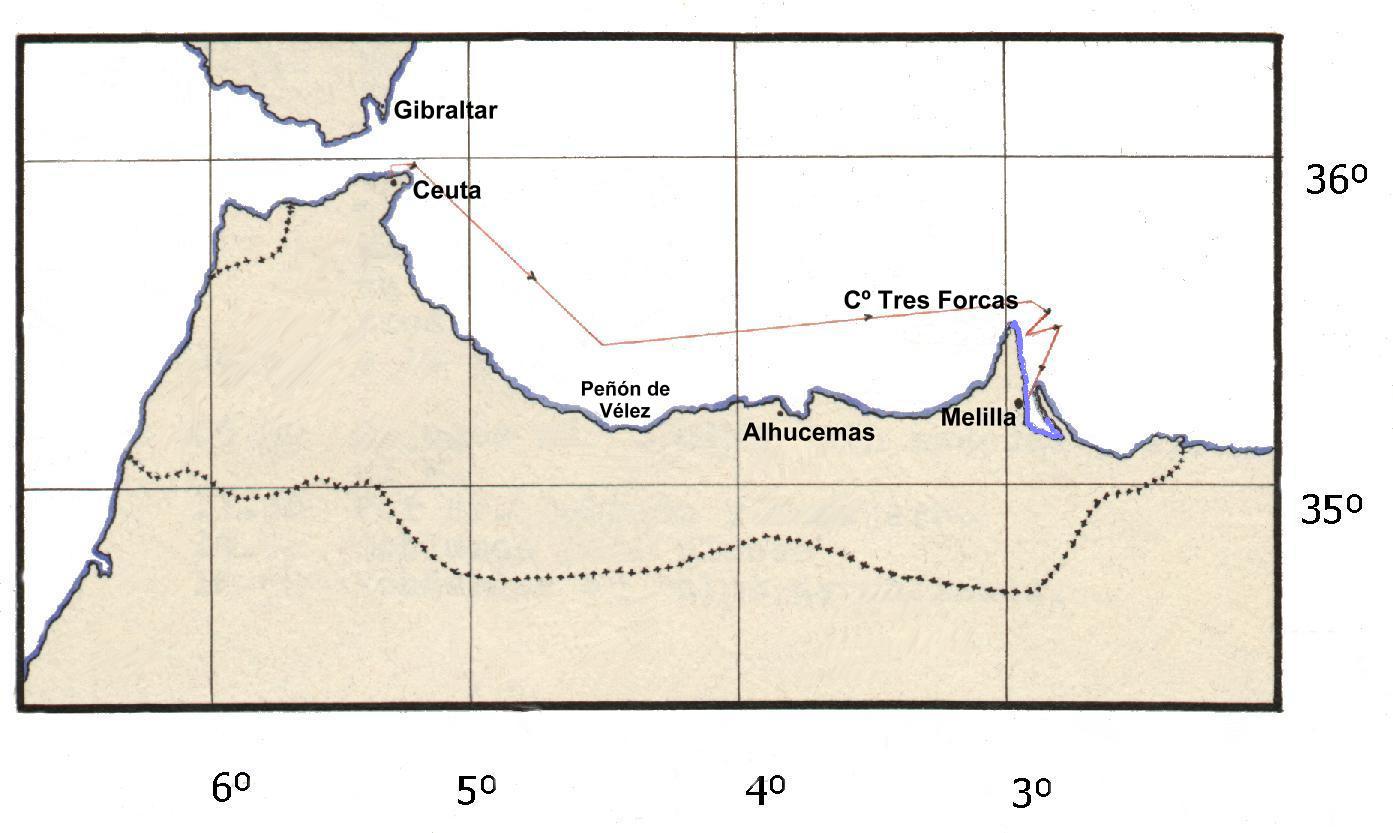 Gibraltar
36º
Ceuta
Cº Tres Forcas
Peñón de
Vélez
Melilla
Alhucemas
35º
6º
5º
4º
3º